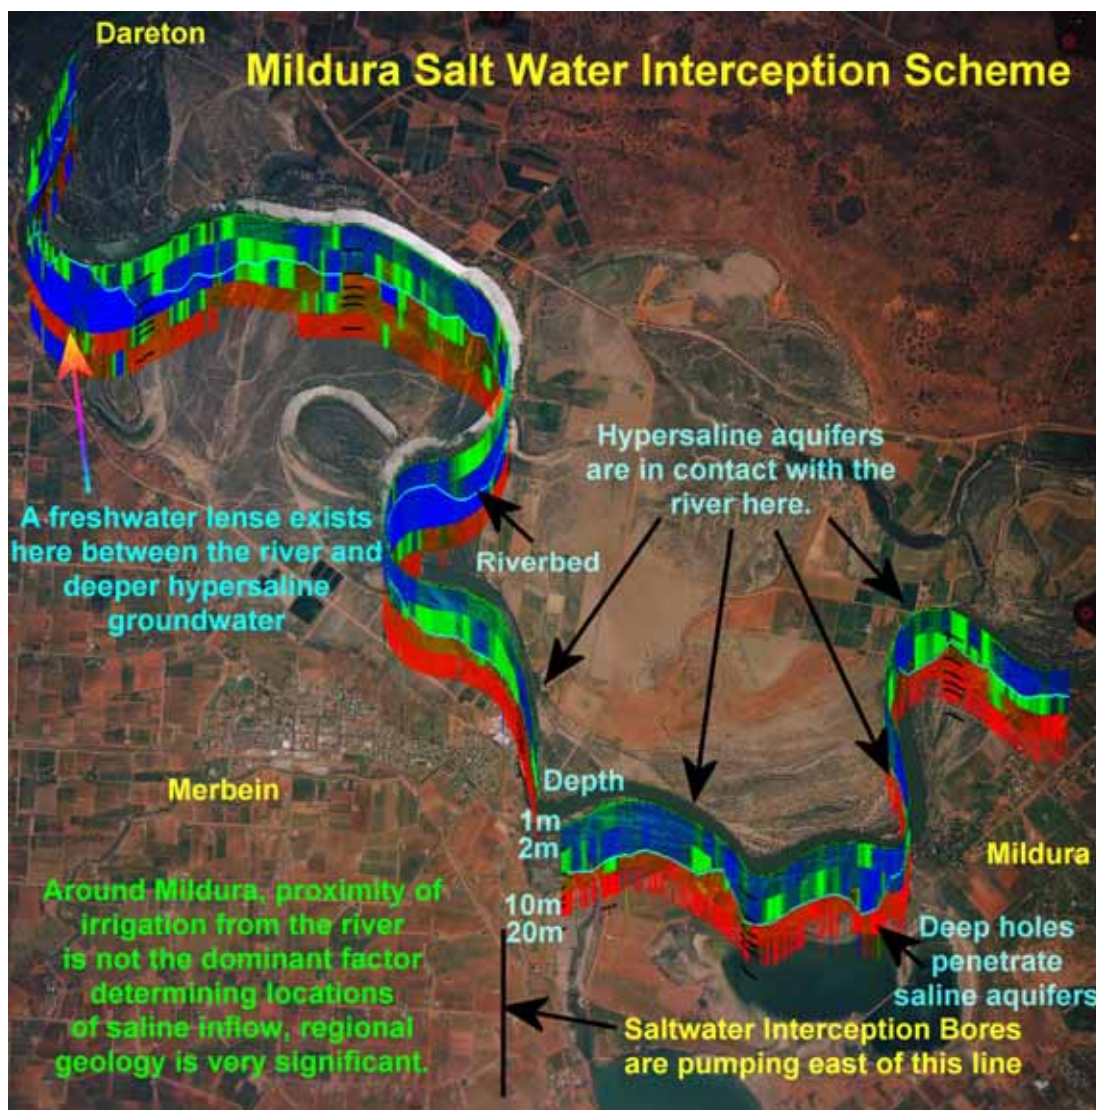 Dareton
Mildura Salt Water Interception Scheme
Hypersaline aquifers
are in contact with the
river here.
A freshwater lense exists
here between the river and
deeper hypersaline
groundwater
Riverbed
Merbein
Depth
1m
2m
10m
20m
Mildura
Around Mildura, proximity of
irrigation from the river
is not the dominant factor
determining locations
of saline inflow, regional
geology is very significant.
Deep holes
penetrate
saline aquifers
Saltwater Interception Bores
are pumping east of this line